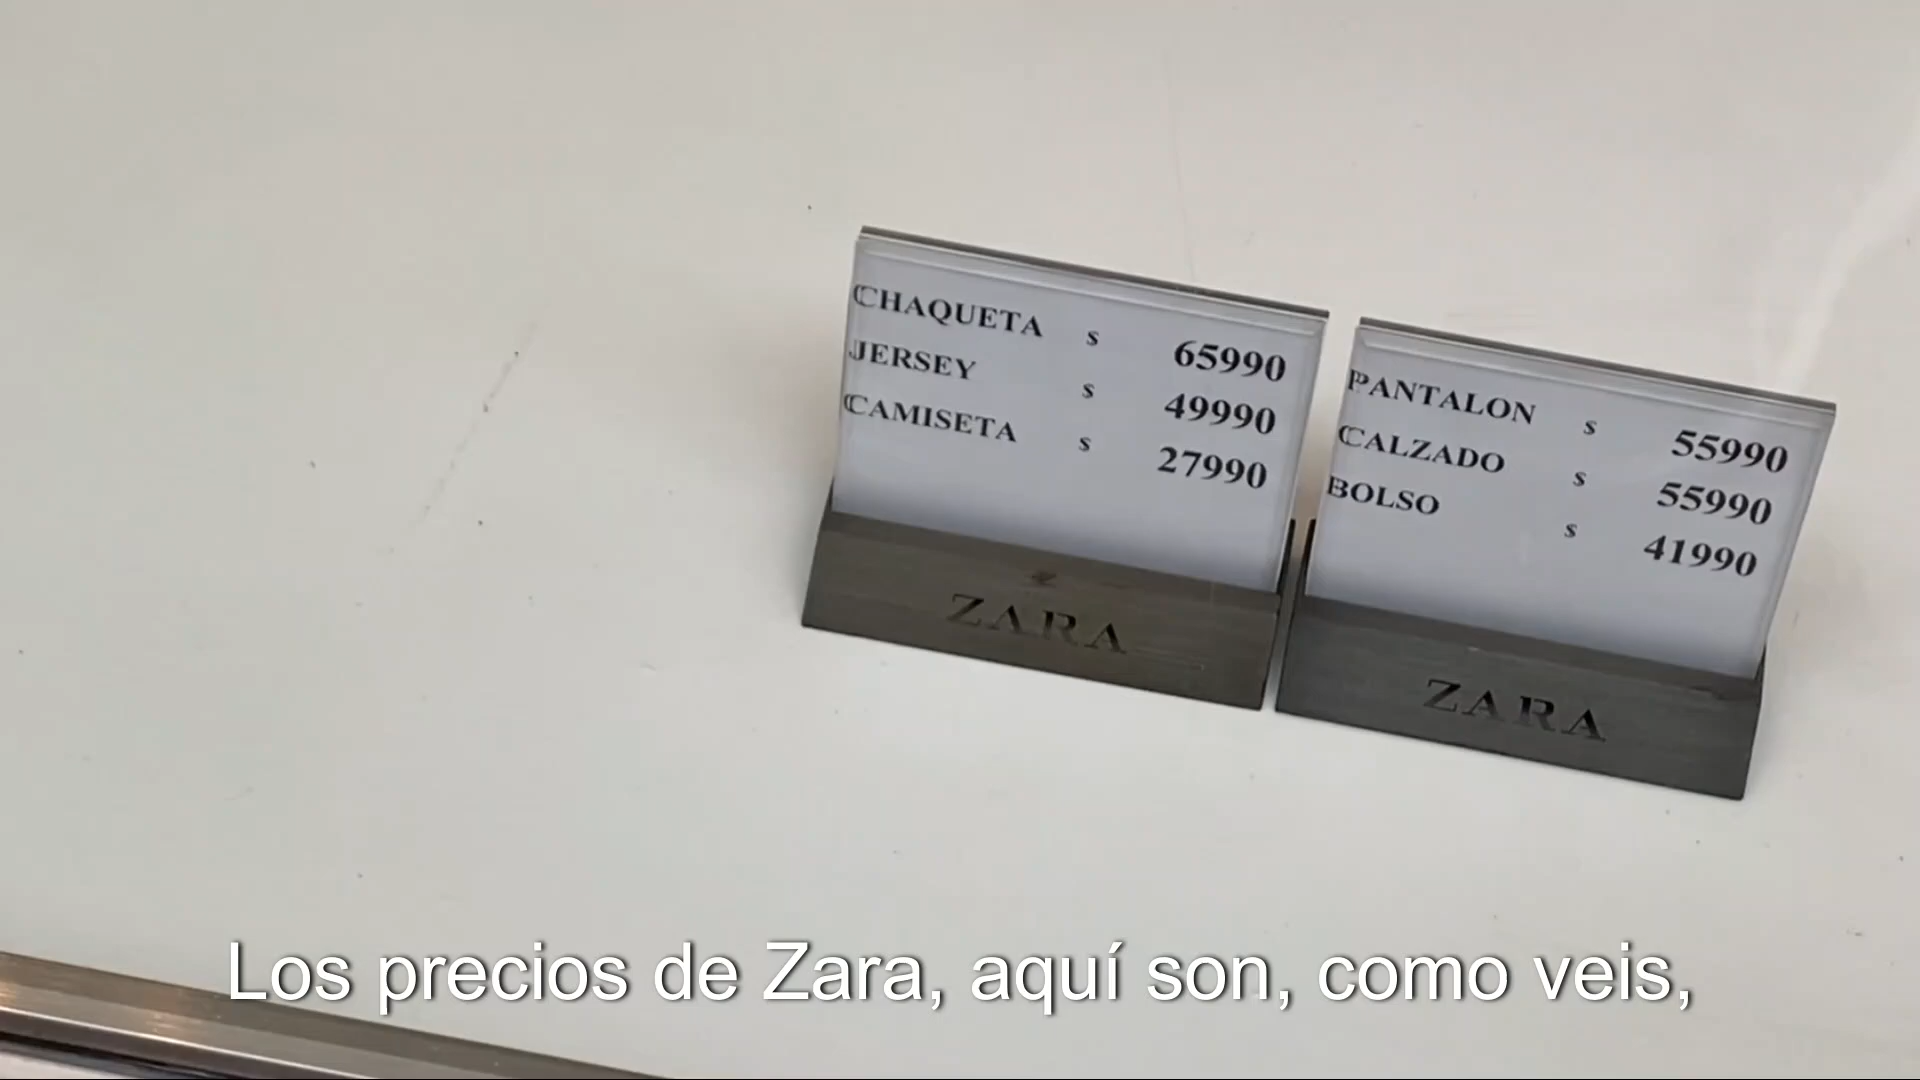 CHAQUETA $ 65990
JERSEY $ 49990
CAMISETA $ 27990
ZARA
PANTALON $ 55990
CALZADO $ 55990
BOLSO $ 41990
ZARA
Los precios de Zara, aquí son, como veis,